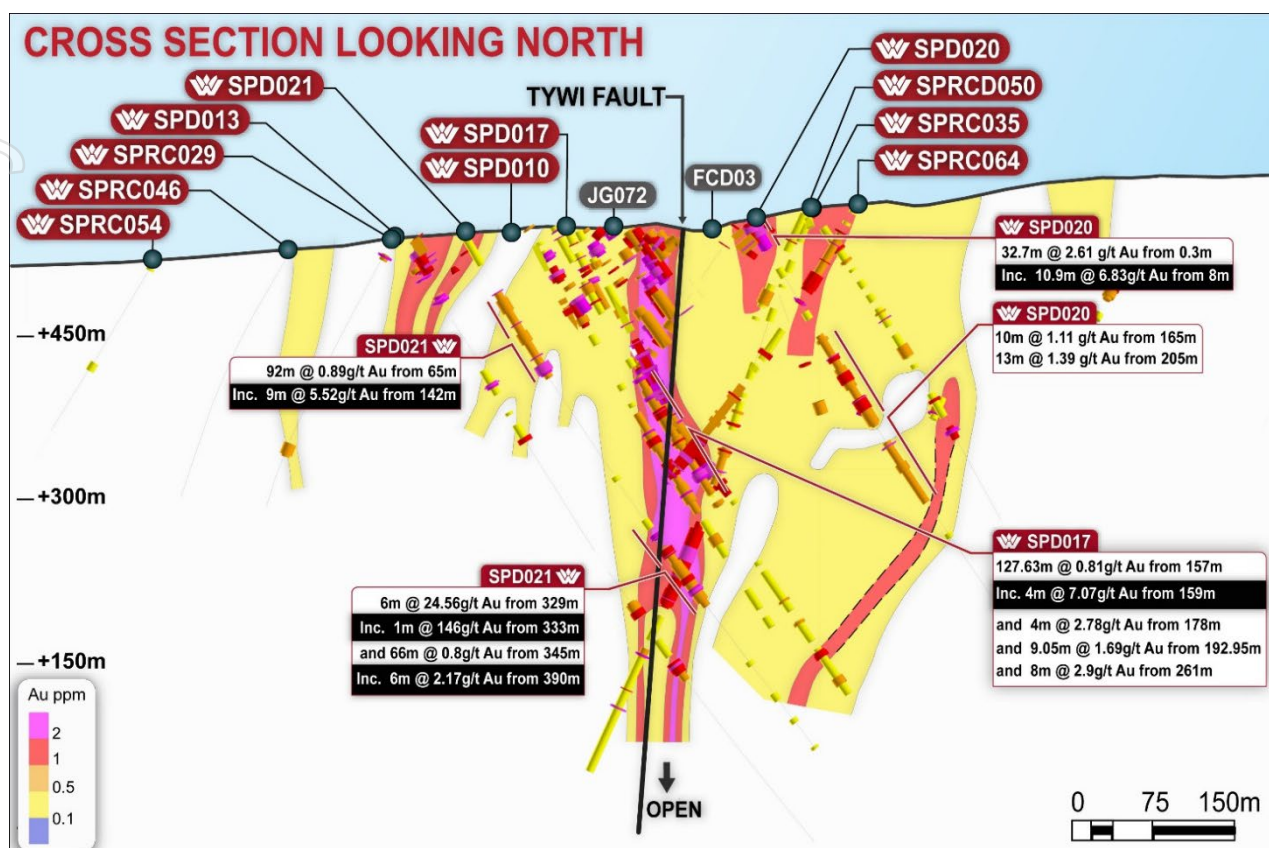 CROSS SECTION LOOKING NORTH
SPD021
SPD013
SPRC029
SPRC046
SPRC054
SPD017
SPD010
JG072
TYWI FAULT
FCD03
SPD020
SPRCD050
SPRC035
SPRC064
SPD020
32.7m @ 2.61 g/t Au from 0.3m
Inc. 10.9m @ 6.83g/t Au from 8m
SPD020
10m @ 1.11 g/t Au from 165m
13m @ 1.39 g/t Au from 205m
SPD021
92m @ 0.89g/t Au from 65m
Inc. 9m @ 5.52g/t Au from 142m
SPD021
6m @ 24.56g/t Au from 329m
Inc. 1m @ 146g/t Au from 333m
and 66m @ 0.8g/t Au from 345m
Inc. 6m @ 2.17g/t Au from 390m
SPD017
127.63m @ 0.81g/t Au from 157m
Inc. 4m @ 7.07g/t Au from 159m
and 4m @ 2.78g/t Au from 178m
and 9.05m @ 1.69g/t Au from 192.95m
and 8m @ 2.9g/t Au from 261m
+450m
+300m
+150m
Au ppm
2
1
0.5
0.1
OPEN
0 75 150m